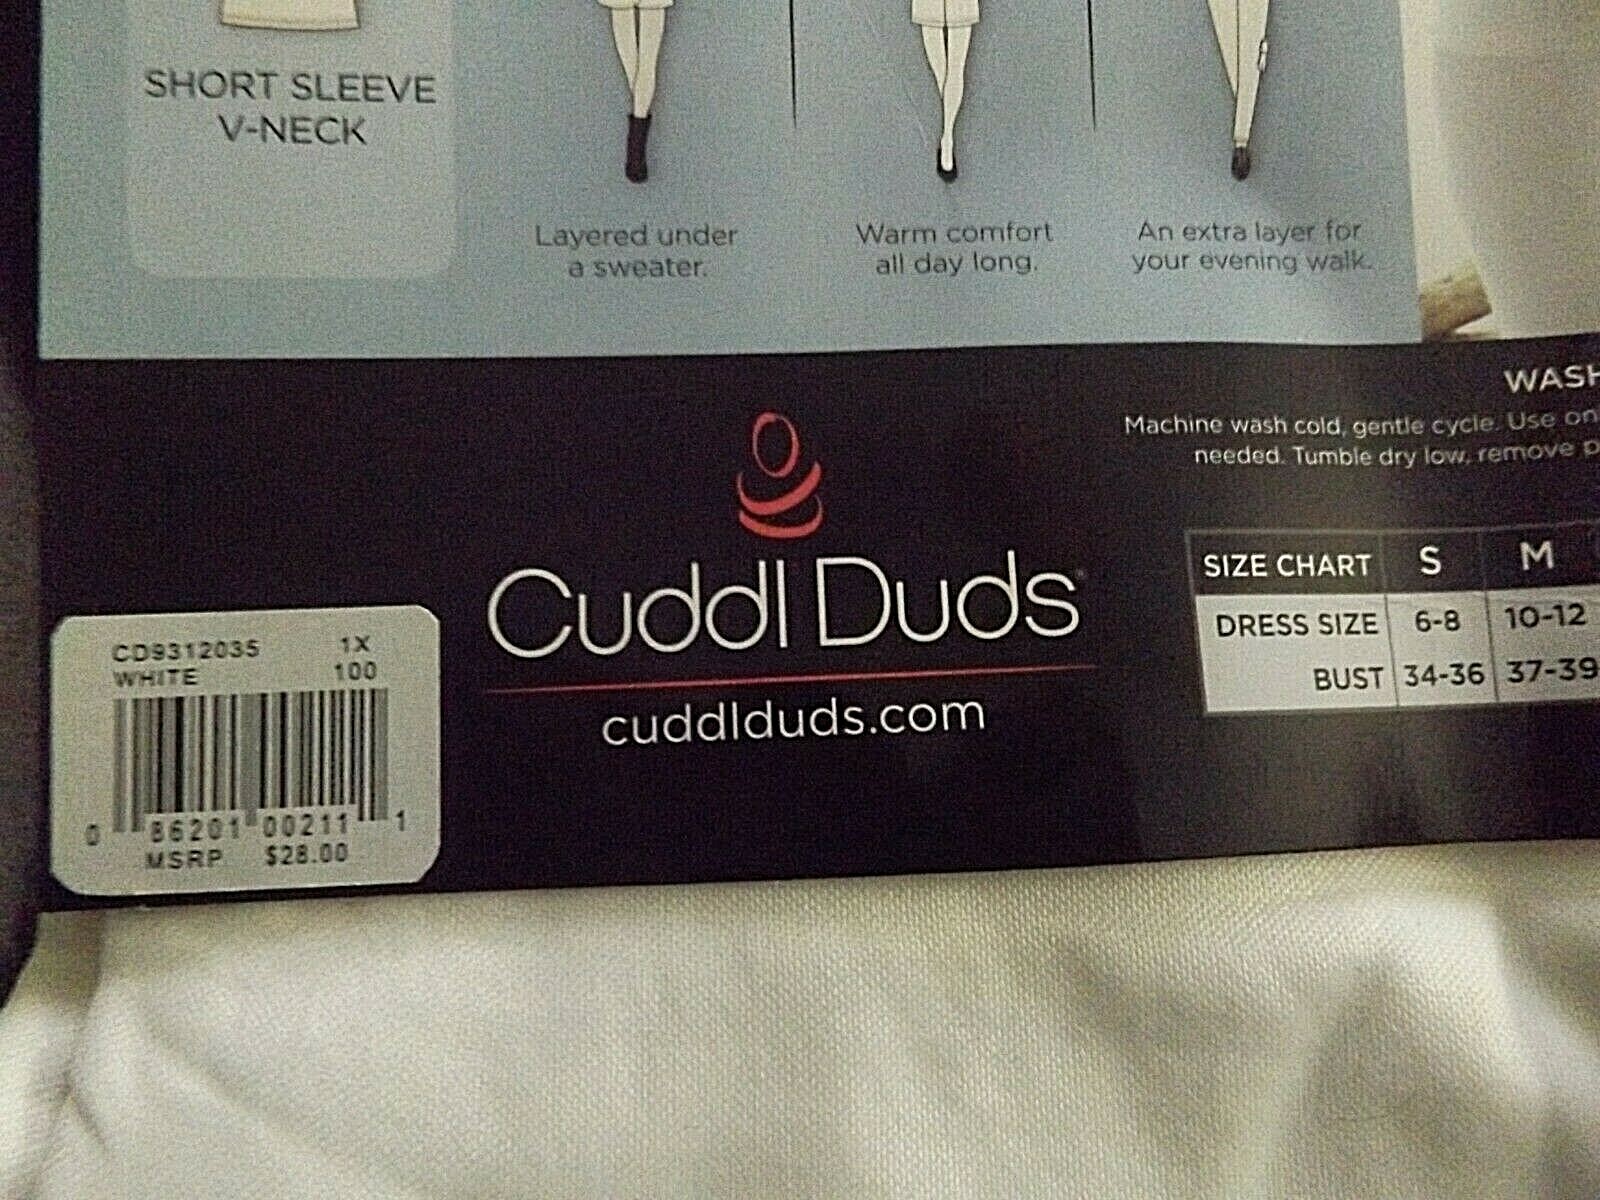 SHORT SLEEVE
V-NECK
Layered under
a sweater.
Warm comfort
all day long.
An extra layer for
your evening walk.
WASH
Machine wash cold, gentle cycle. Use on
needed. Tumble dry low, remove p
Cuddl Duds®
cuddlduds.com
SIZE CHART S M
DRESS SIZE 6-8 10-12
BUST 34-36 37-39
CD9312035 1X
WHITE 100
0 86201 00211 1
MSRP $28.00